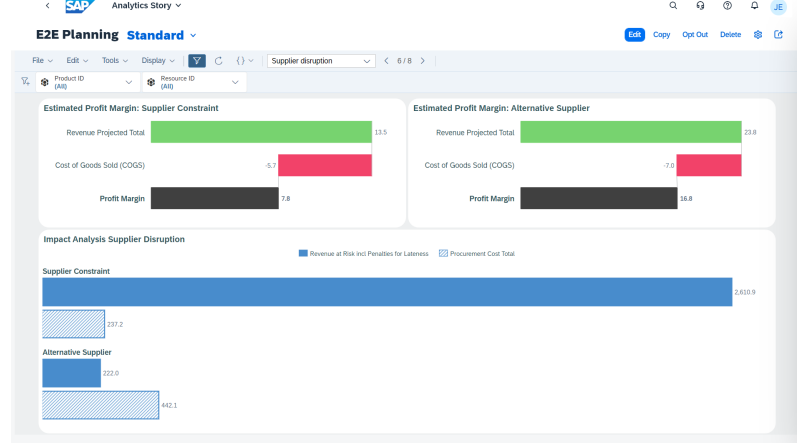 SAP Analytics Story
JE
E2E Planning Standard
Edit Copy Opt Out Delete
File Edit Tools Display {} Supplier disruption 6/8
Product ID
(All)
Resource ID
(All)
Estimated Profit Margin: Supplier Constraint
Revenue Projected Total 13.5
Cost of Goods Sold (COGS) -5.7
Profit Margin 7.8
Estimated Profit Margin: Alternative Supplier
Revenue Projected Total 23.8
Cost of Goods Sold (COGS) -7.0
Profit Margin 16.8
Impact Analysis Supplier Disruption
Revenue at Risk incl Penalties for Lateness Procurement Cost Total
Supplier Constraint
2,610.9
237.2
Alternative Supplier
222.0
442.1